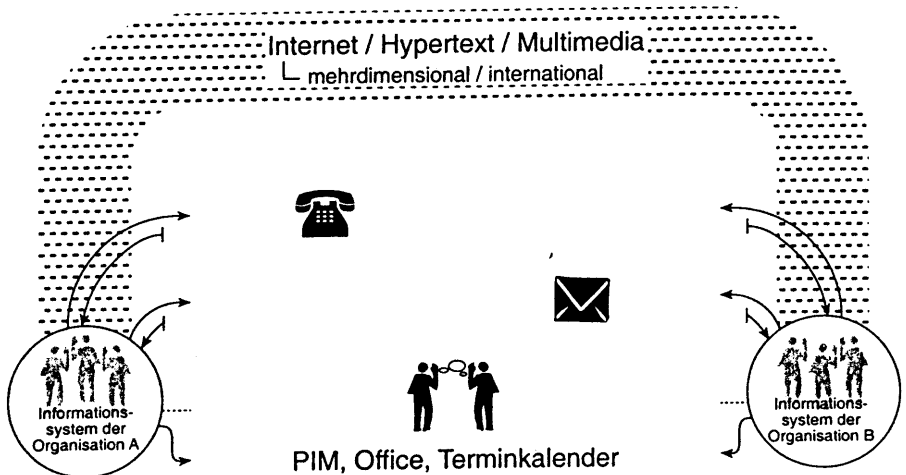 Internet / Hypertext / Multimedia
mehrdimensional / international
Informations-
system der
Organisation A
Informations-
system der
Organisation B
PIM, Office, Terminkalender